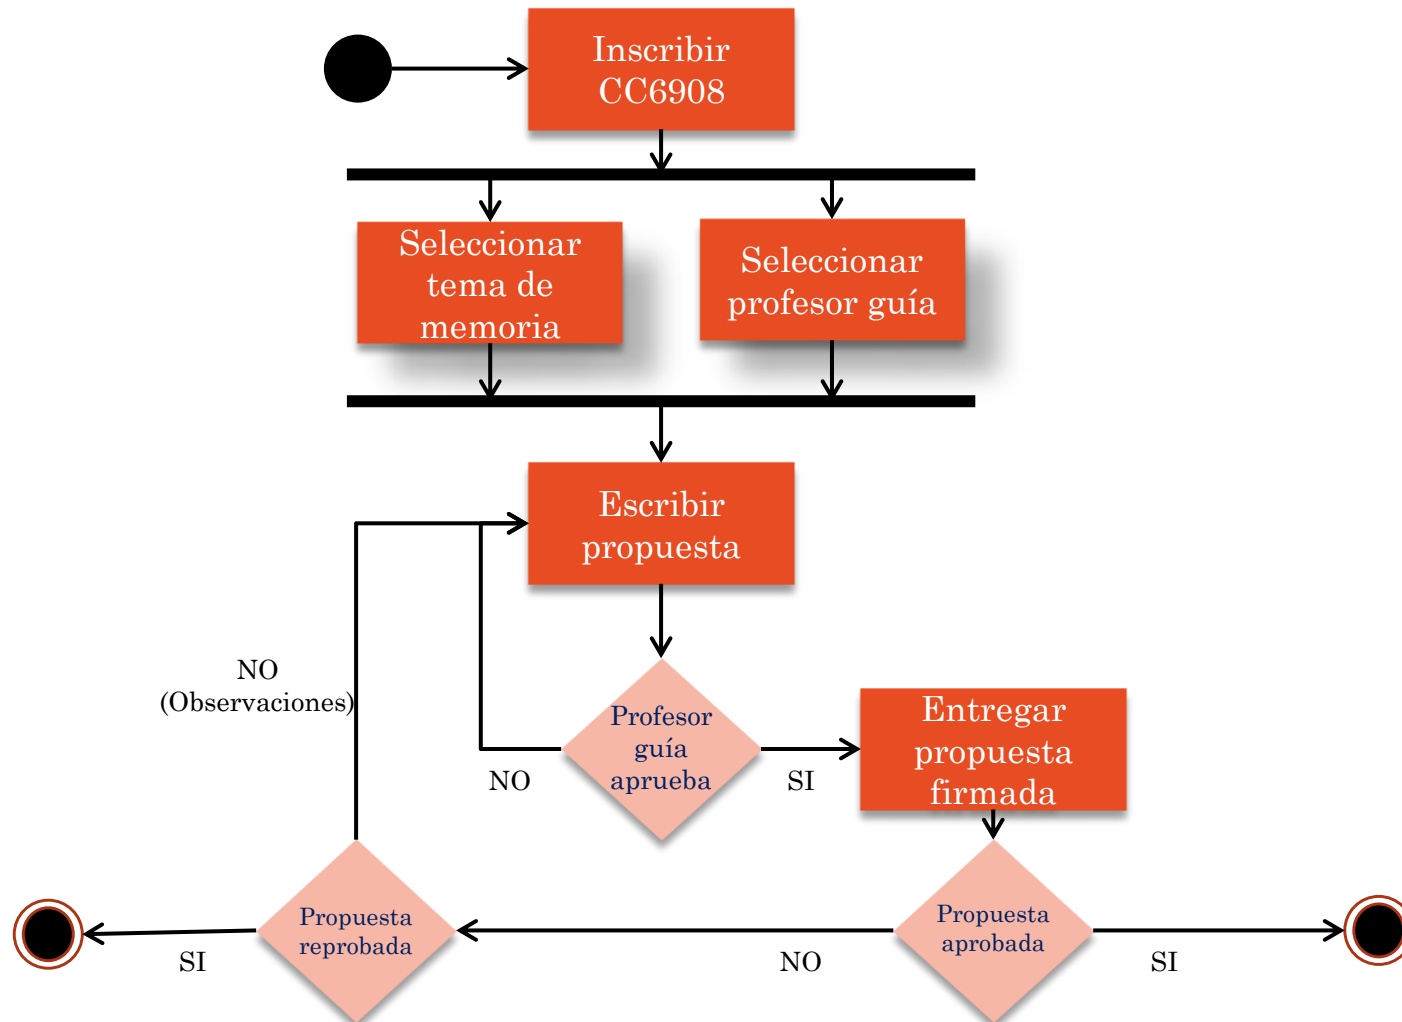 Inscribir
CC6908
Seleccionar
tema de
memoria
Seleccionar
profesor guía
Escribir
propuesta
NO
(Observaciones)
Profesor
guía
aprueba
NO
SI
Entregar
propuesta
firmada
Propuesta
reprobada
SI
NO
Propuesta
aprobada
SI